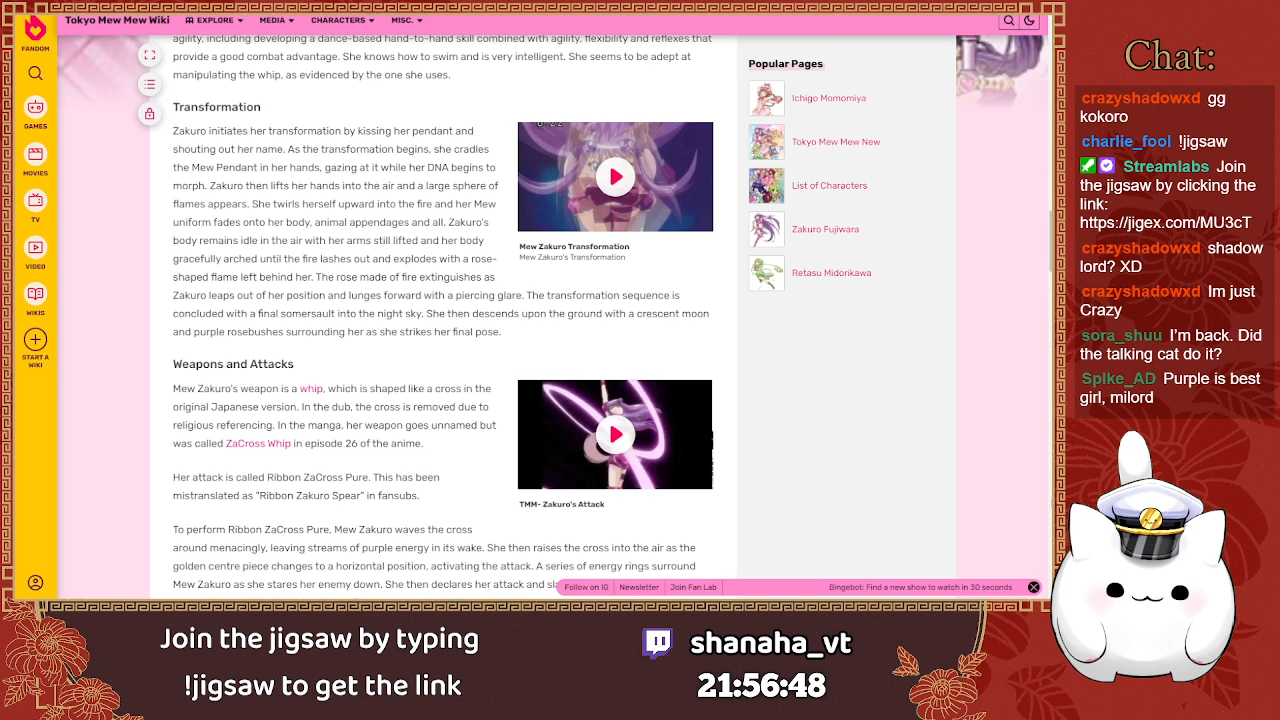 Tokyo Mew Mew Wiki
EXPLORE
MEDIA
CHARACTERS
MISC.
FANDOM
GAMES
MOVIES
TV
VIDEO
WIKIS
START A
WIKI
agility, including developing a dance-based hand-to-hand skill combined with agility, flexibility and reflexes that
provide a good combat advantage. She knows how to swim and is very intelligent. She seems to be adept at
manipulating the whip, as evidenced by the one she uses.
Transformation
Zakuro initiates her transformation by kissing her pendant and
shouting out her name. As the transformation begins, she cradles
the Mew Pendant in her hands, gazing at it while her DNA begins to
morph. Zakuro then lifts her hands into the air and a large sphere of
flames appears. She twirls herself upward into the fire and her Mew
uniform fades onto her body, animal appendages and all. Zakuro's
body remains idle in the air with her arms still lifted and her body
gracefully arched until the fire lashes out and explodes with a rose-
shaped flame left behind her. The rose made of fire extinguishes as
Zakuro leaps out of her position and lunges forward with a piercing glare. The transformation sequence is
concluded with a final somersault into the night sky. She then descends upon the ground with a crescent moon
and purple rosebushes surrounding her as she strikes her final pose.
Mew Zakuro Transformation
Mew Zakuro's Transformation
Weapons and Attacks
Mew Zakuro's weapon is a whip, which is shaped like a cross in the
original Japanese version. In the dub, the cross is removed due to
religious referencing. In the manga, her weapon goes unnamed but
was called ZaCross Whip in episode 26 of the anime.
Her attack is called Ribbon ZaCross Pure. This has been
mistranslated as "Ribbon Zakuro Spear" in fansubs.
TMM- Zakuro's Attack
To perform Ribbon ZaCross Pure, Mew Zakuro waves the cross
around menacingly, leaving streams of purple energy in its wake. She then raises the cross into the air as the
golden centre piece changes to a horizontal position, activating the attack. A series of energy rings surround
Mew Zakuro as she stares her enemy down. She then declares her attack and
Popular Pages
Ichigo Momomiya
Tokyo Mew Mew New
List of Characters
Zakuro Fujiwara
Retasu Midorikawa
Follow on IG
Newsletter
Join Fan Lab
Bingebot: Find a new show to watch in 30 seconds
Chat:
crazyshadowxd gg
kokoro
charlie_fool !jigsaw
Streamlabs Join
the jigsaw by clicking the
link:
https://jigex.com/MU3cT
crazyshadowxd shadow
lord? XD
crazyshadowxd Im just
Crazy
sora_shuu I'm back. Did
the talking cat do it?
Spike_AD Purple is best
girl, milord
Join the jigsaw by typing
!jigsaw to get the link
shanaha_vt
21:56:48